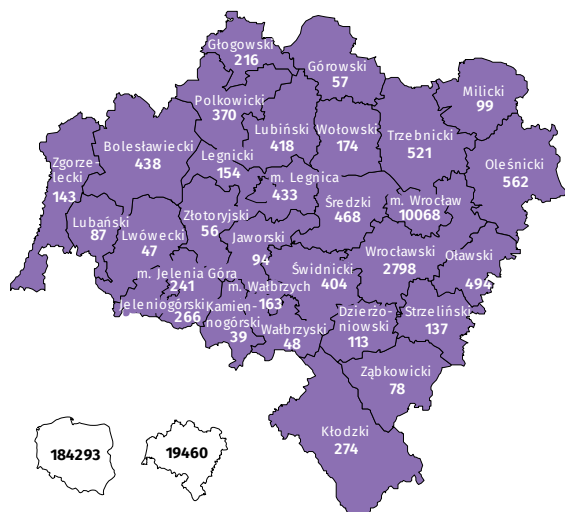 Głogowski
216
Górowski
57
Milicki
99
Polkowicki
370
Lubiński
418
Wołowski
174
Trzebnicki
521
Bolesławiecki
438
Legnicki
154
Oleśnicki
562
Zgorze-
lecki
143
m. Legnica
433
Średzki
468
m. Wrocław
10068
Lubański
87
Lwówecki
47
Złotoryjski
56
Jaworski
94
Wrocławski
2798
Oławski
494
m. Jelenia Góra
241
m. Wałbrzych
163
Świdnicki
404
Jeleniogórski
266
Kamien-
nogórski
39
Wałbrzyski
48
Dzierżo-
niowski
113
Strzeliński
137
Ząbkowicki
78
Kłodzki
274
184293
19460